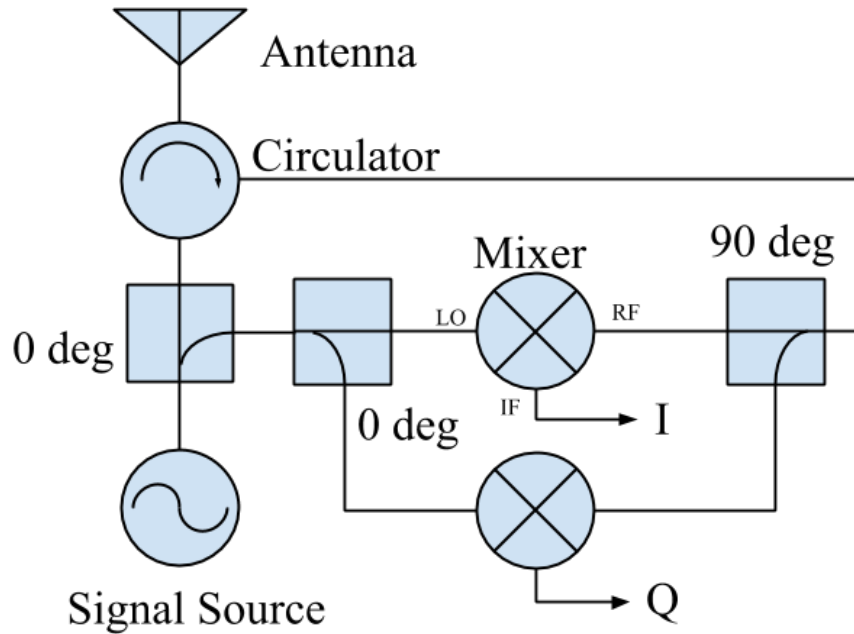 Antenna
Circulator
Mixer
90 deg
LO
RF
0 deg
IF
I
0 deg
Q
Signal Source